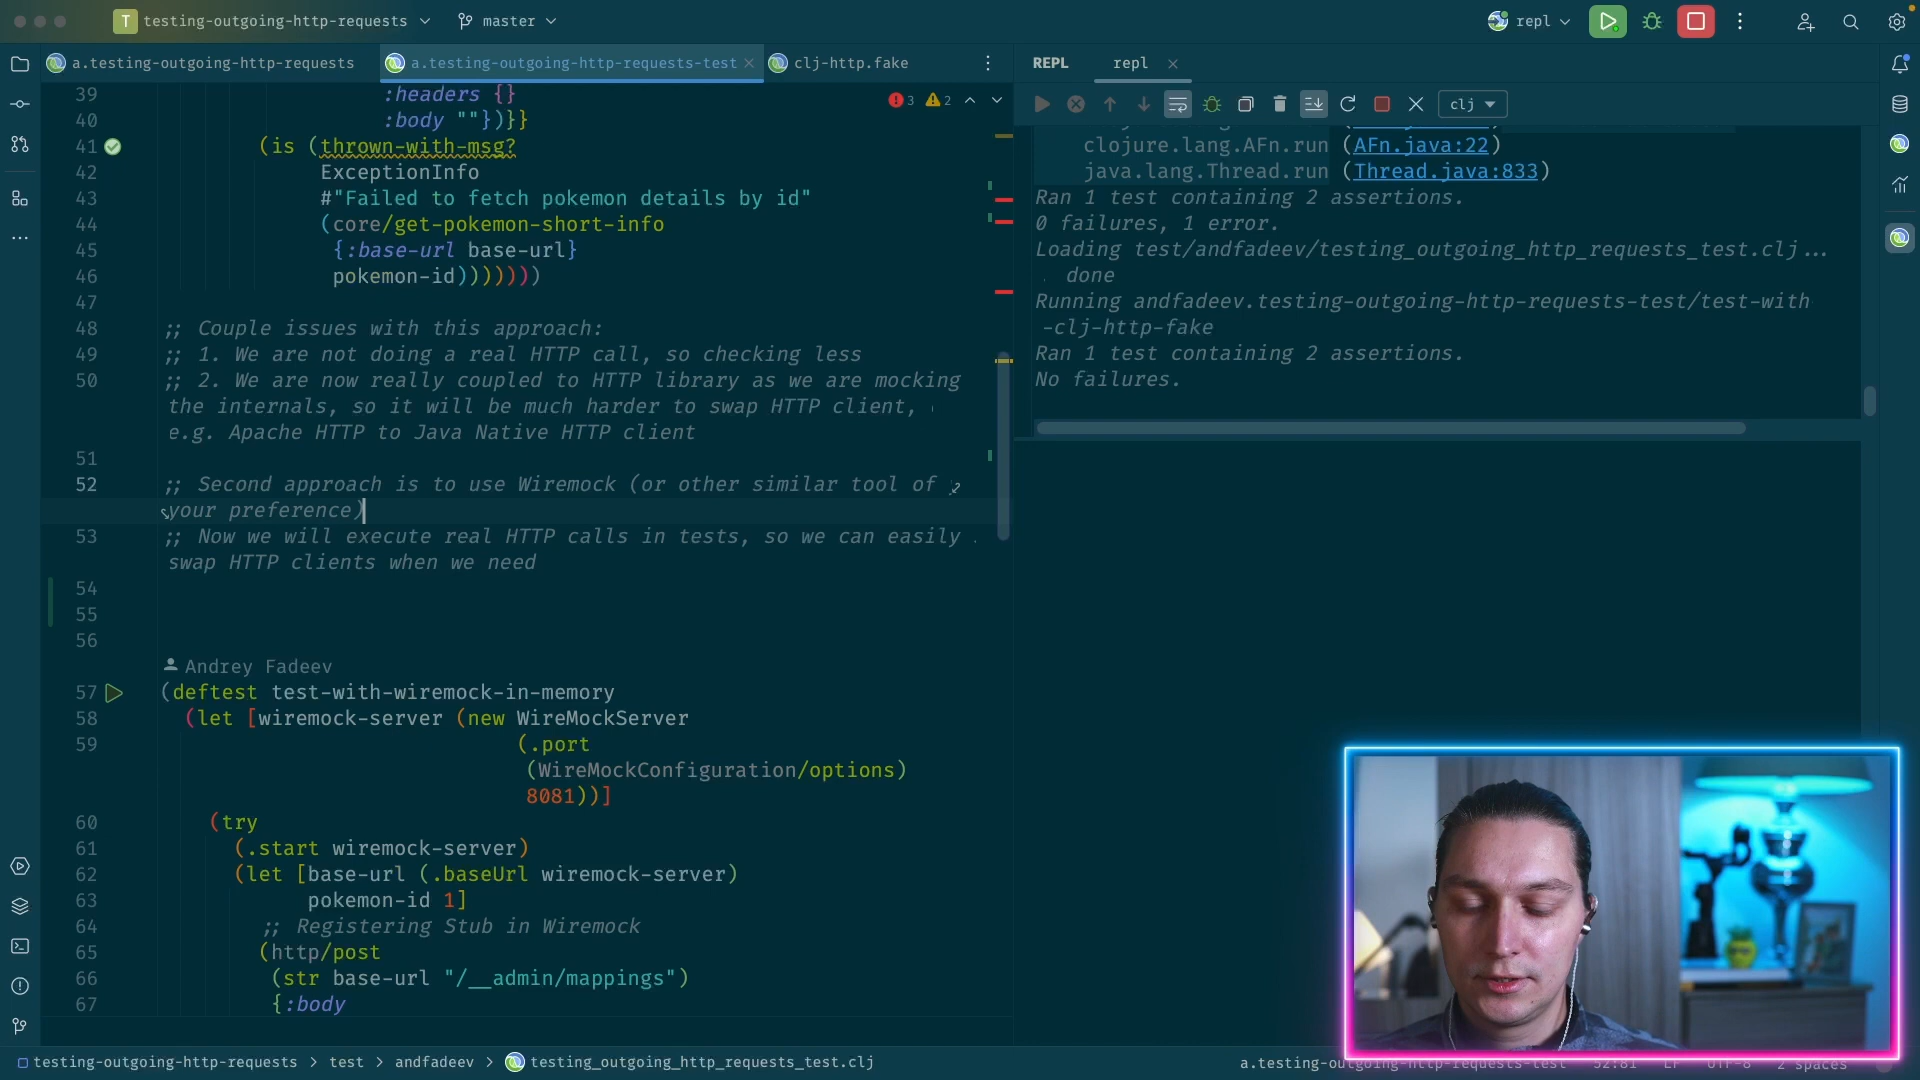 T testing-outgoing-http-requests master repl
a.testing-outgoing-http-requests a.testing-outgoing-http-requests-test clj-http.fake
39 :headers {}
40 :body ""})}}
3 2
41 (is (thrown-with-msg?
42 ExceptionInfo
43 #"Failed to fetch pokemon details by id"
44 (core/get-pokemon-short-info
45 {:base-url base-url}
46 pokemon-id)))))))
47
48 ;; Couple issues with this approach:
49 ;; 1. We are not doing a real HTTP call, so checking less
50 ;; 2. We are now really coupled to HTTP library as we are mocking
the internals, so it will be much harder to swap HTTP client,
e.g. Apache HTTP to Java Native HTTP client
51
52 ;; Second approach is to use Wiremock (or other similar tool of
your preference)
53 ;; Now we will execute real HTTP calls in tests, so we can easily
swap HTTP clients when we need
54
55
56
Andrey Fadeev
57 (deftest test-with-wiremock-in-memory
58 (let [wiremock-server (new WireMockServer
59 (.port
(WireMockConfiguration/options)
8081))]
60 (try
61 (.start wiremock-server)
62 (let [base-url (.baseUrl wiremock-server)
63 pokemon-id 1]
64 ;; Registering Stub in Wiremock
65 (http/post
66 (str base-url "/__admin/mappings")
67 {:body
REPL repl
clj
clojure.lang.AFn.run (AFn.java:22)
java.lang.Thread.run (Thread.java:833)
Ran 1 test containing 2 assertions.
0 failures, 1 error.
Loading test/andfadeev/testing_outgoing_http_requests_test.clj...
done
Running andfadeev.testing-outgoing-http-requests-test/test-with
-clj-http-fake
Ran 1 test containing 2 assertions.
No failures.
testing-outgoing-http-requests > test > andfadeev > testing_outgoing_http_requests_test.clj
a.testing-outgoing-http-requests-test 52:81 LF UTF-8 2 spaces